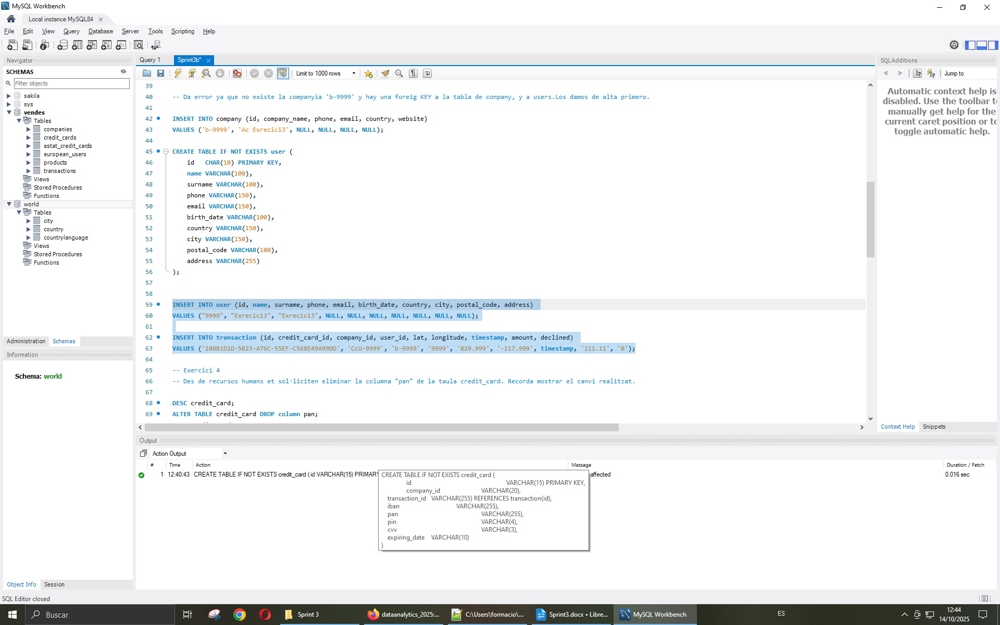 MySQL Workbench
Local instance MySQL84
File Edit View Query Database Server Tools Scripting Help
Navigator
SCHEMAS
Filter objects
sakila
sys
vendes
Tables
companies
credit_cards
estat_credit_cards
european_users
products
transactions
Views
Stored Procedures
Functions
world
Tables
city
country
countrylanguage
Views
Stored Procedures
Functions
Administration Schemas
Information
Schema: world
Object Info Session
SQL Editor closed
Query 1 Sprint3b*
Limit to 1000 rows
39
40 -- Da error ya que no existe la companyia 'b-9999' y hay una foreig KEY a la tabla de conpany, y a users.Los damos de alta primero.
41
42 INSERT INTO company (id, company_name, phone, email, country, website)
43 VALUES ('b-9999', 'Ac Exrecici3', NULL, NULL, NULL, NULL);
44
45 CREATE TABLE IF NOT EXISTS user (
46 id CHAR(10) PRIMARY KEY,
47 name VARCHAR(100),
48 surname VARCHAR(100),
49 phone VARCHAR(150),
50 email VARCHAR(150),
51 birth_date VARCHAR(100),
52 country VARCHAR(150),
53 city VARCHAR(150),
54 postal_code VARCHAR(100),
55 address VARCHAR(255)
56 );
57
58
59 INSERT INTO user (id, name, surname, phone, email, birth_date, country, city, postal_code, address)
60 VALUES ("9999", "Exrecici3", "Exrecici3", NULL, NULL, NULL, NULL, NULL, NULL, NULL);
61
62 INSERT INTO transaction (id, credit_card_id, company_id, user_id, lat, longitude, timestamp, amount, declined)
63 VALUES ('108B1D1D-5B23-A76C-55EF-C568E49A99DD', 'CcU-9999', 'b-9999', '9999', '829.999', '-117.999', timestamp, '111.11', '0');
64
65 -- Exercici 4
66 -- Des de recursos humans et sol·liciten eliminar la columna "pan" de la taula credit_card. Recorda mostrar el canvi realitzat.
67
68 DESC credit_card;
69 ALTER TABLE credit_card DROP column pan;
SQLAdditions
Jump to
Automatic context help is
disabled. Use the toolbar t
manually get help for the
current caret position or to
toggle automatic help.
Context Help Snippets
Output
Action Output
# Time Action Message Duration / Fetch
1 12:40:43 CREATE TABLE IF NOT EXISTS credit_card ( id VARCHAR(15) PRIMARY affected 0.016 sec
CREATE TABLE IF NOT EXISTS credit_card (
id VARCHAR(15) PRIMARY KEY,
company_id VARCHAR(20),
transaction_id VARCHAR(255) REFERENCES transaction(id),
iban VARCHAR(255),
pan VARCHAR(255),
pin VARCHAR(4),
cvv VARCHAR(3),
expiring_date VARCHAR(10)
)
Buscar
Sprint 3
dataanalytics_2025:...
C:\Users\formacio\...
Sprint3.docx • Libre...
MySQL Workbench
ES
12:44
14/10/2025